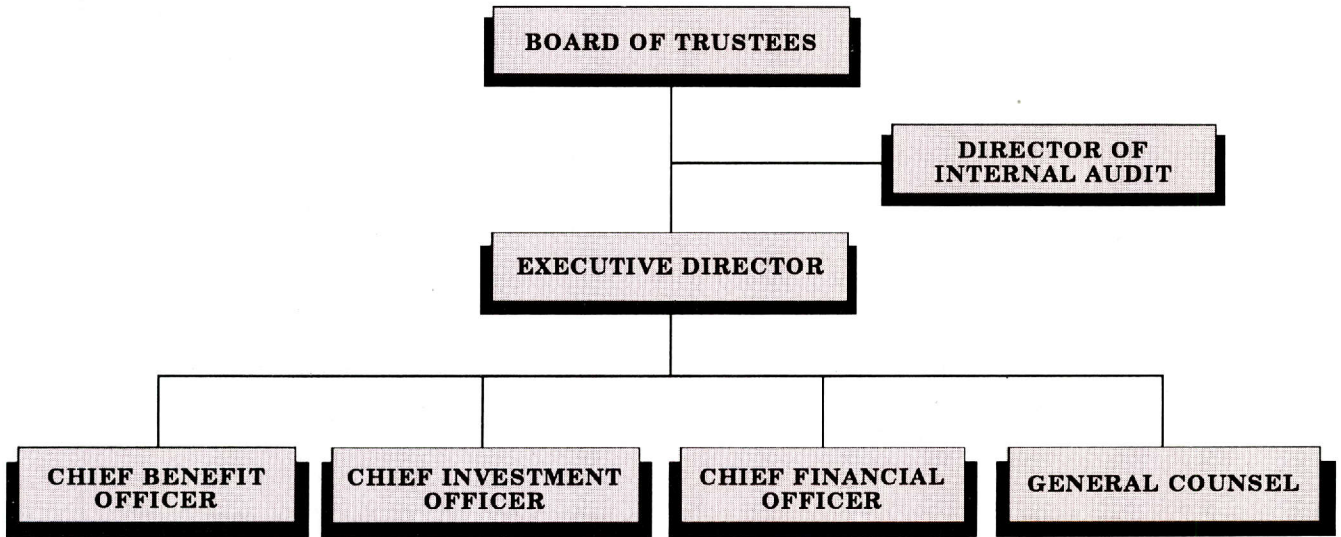 BOARD OF TRUSTEES
DIRECTOR OF
INTERNAL AUDIT
EXECUTIVE DIRECTOR
CHIEF BENEFIT
OFFICER
CHIEF INVESTMENT
OFFICER
CHIEF FINANCIAL
OFFICER
GENERAL COUNSEL